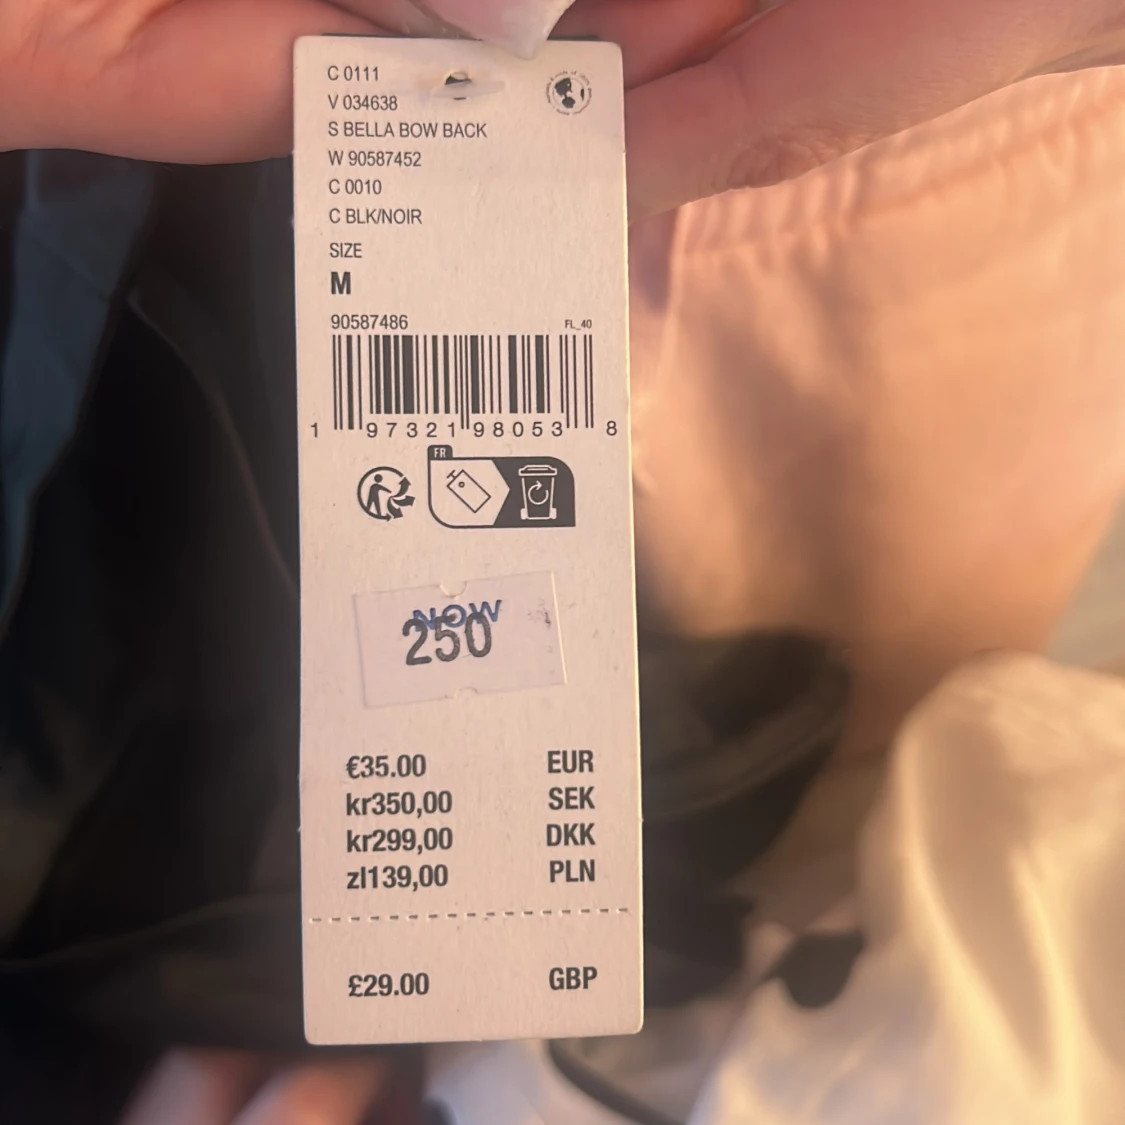 C 0111
V 034638
S BELLA BOW BACK
W 90587452
C 0010
C BLK/NOIR
SIZE
M
90587486 FL_40
1 97321 98053 8
FR
NOW
250
€35.00 EUR
kr350,00 SEK
kr299,00 DKK
zl139,00 PLN
£29.00 GBP